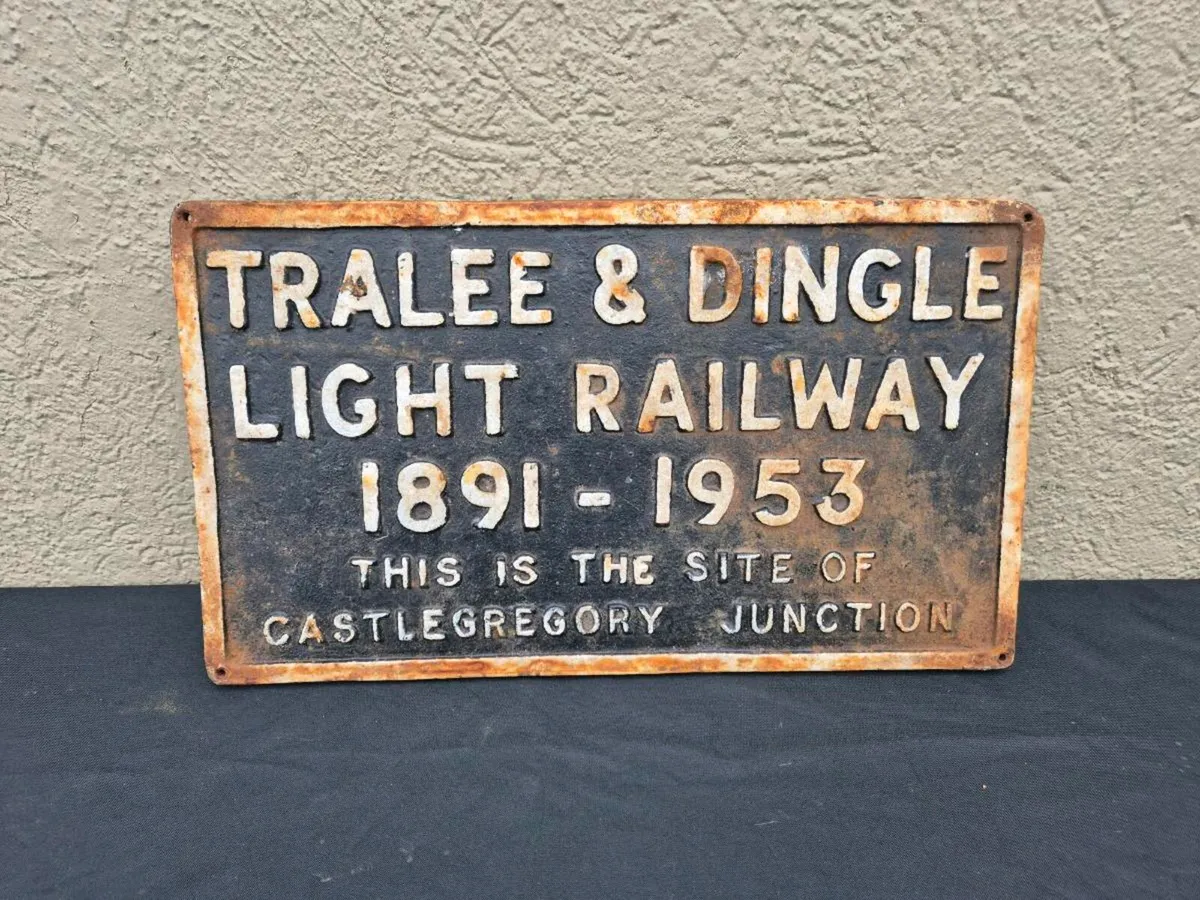 TRALEE & DINGLE
LIGHT RAILWAY
1891 - 1953
THIS IS THE SITE OF
CASTLEGREGORY JUNCTION